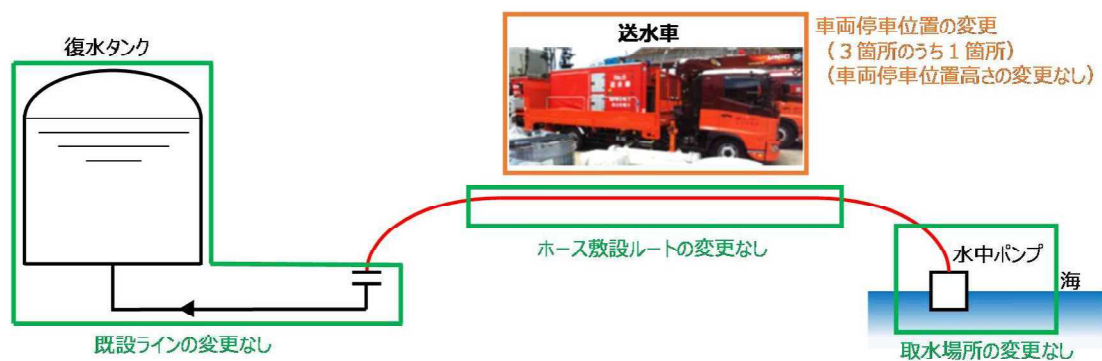 復水タンク
送水車
車両停車位置の変更
（３箇所のうち１箇所）
（車両停車位置高さの変更なし）
ホース敷設ルートの変更なし
水中ポンプ
海
既設ラインの変更なし
取水場所の変更なし